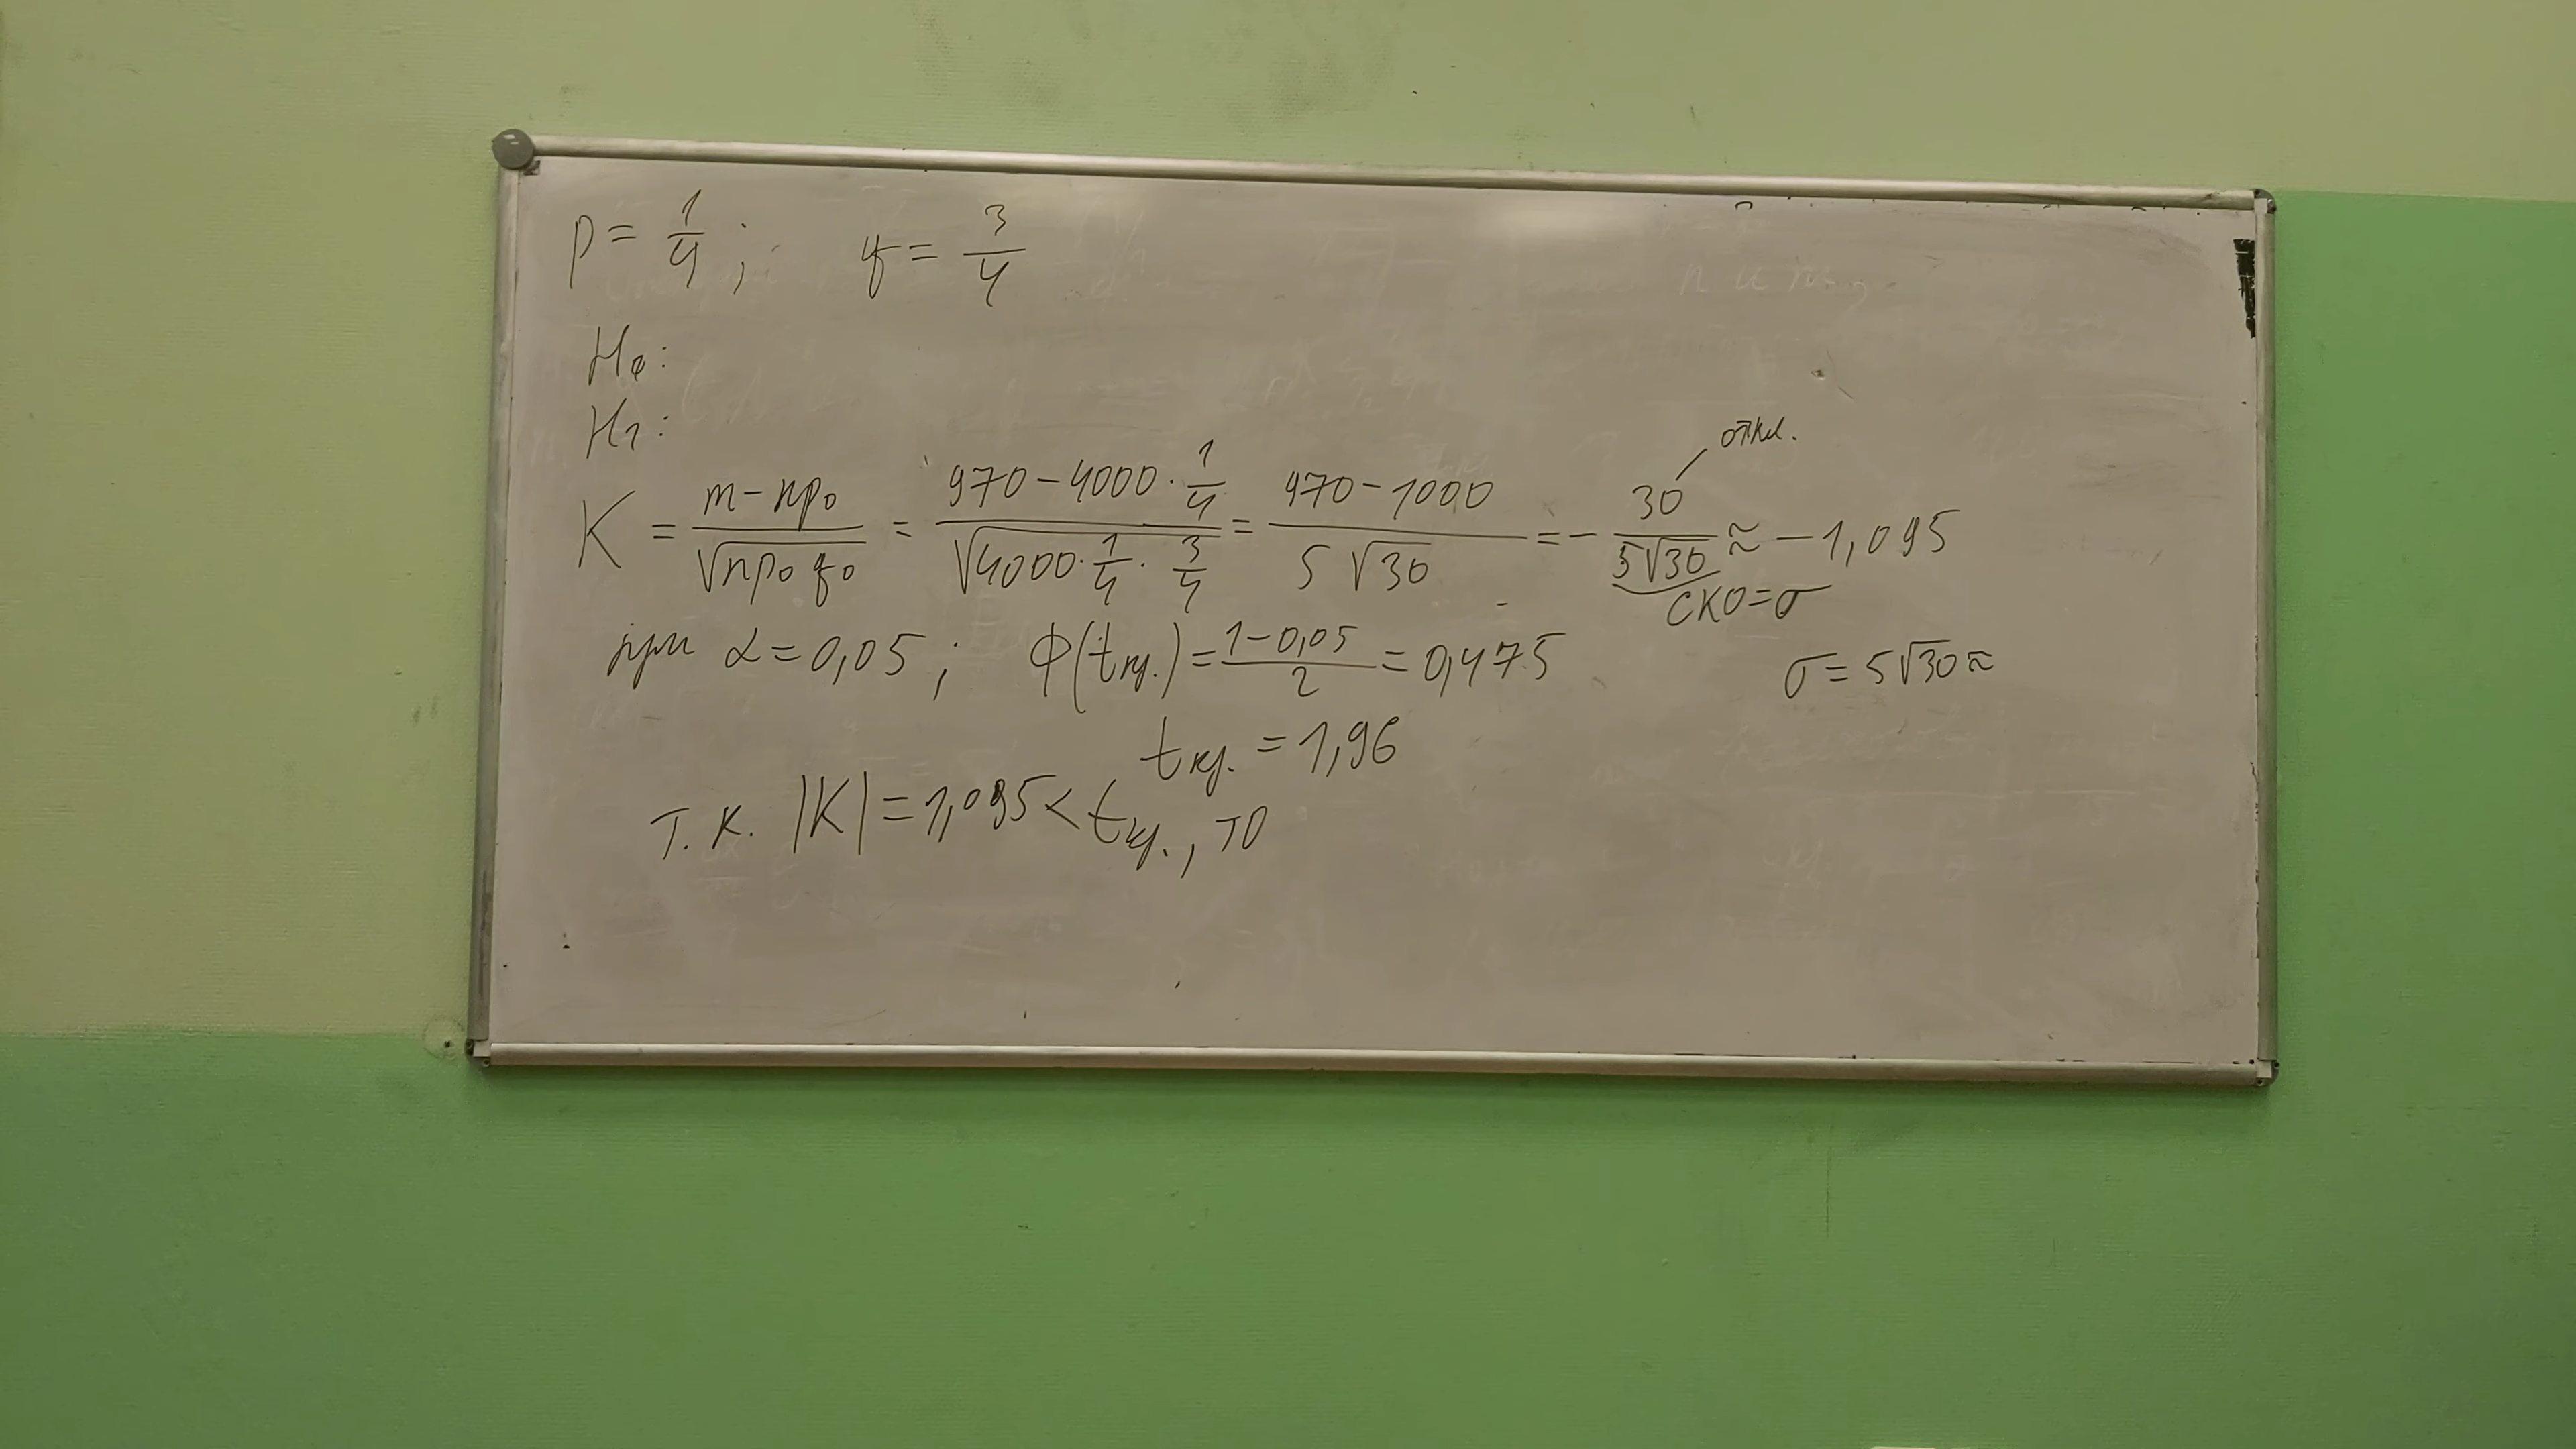 p = 1/4 ; q = 3/4
H₀:
H₁:
откл.
K = (m - np₀)/√(np₀q₀) = (970 - 4000 · 1/4)/√(4000 · 1/4 · 3/4) = (970 - 1000)/(5√30) = - 30/(5√30) ≈ -1,095
СКО = σ
при α = 0,05 ; Φ(tкр.) = (1 - 0,05)/2 = 0,475
σ = 5√30 ≈
tкр. = 1,96
т.к. |K| = 1,095 < tкр., то